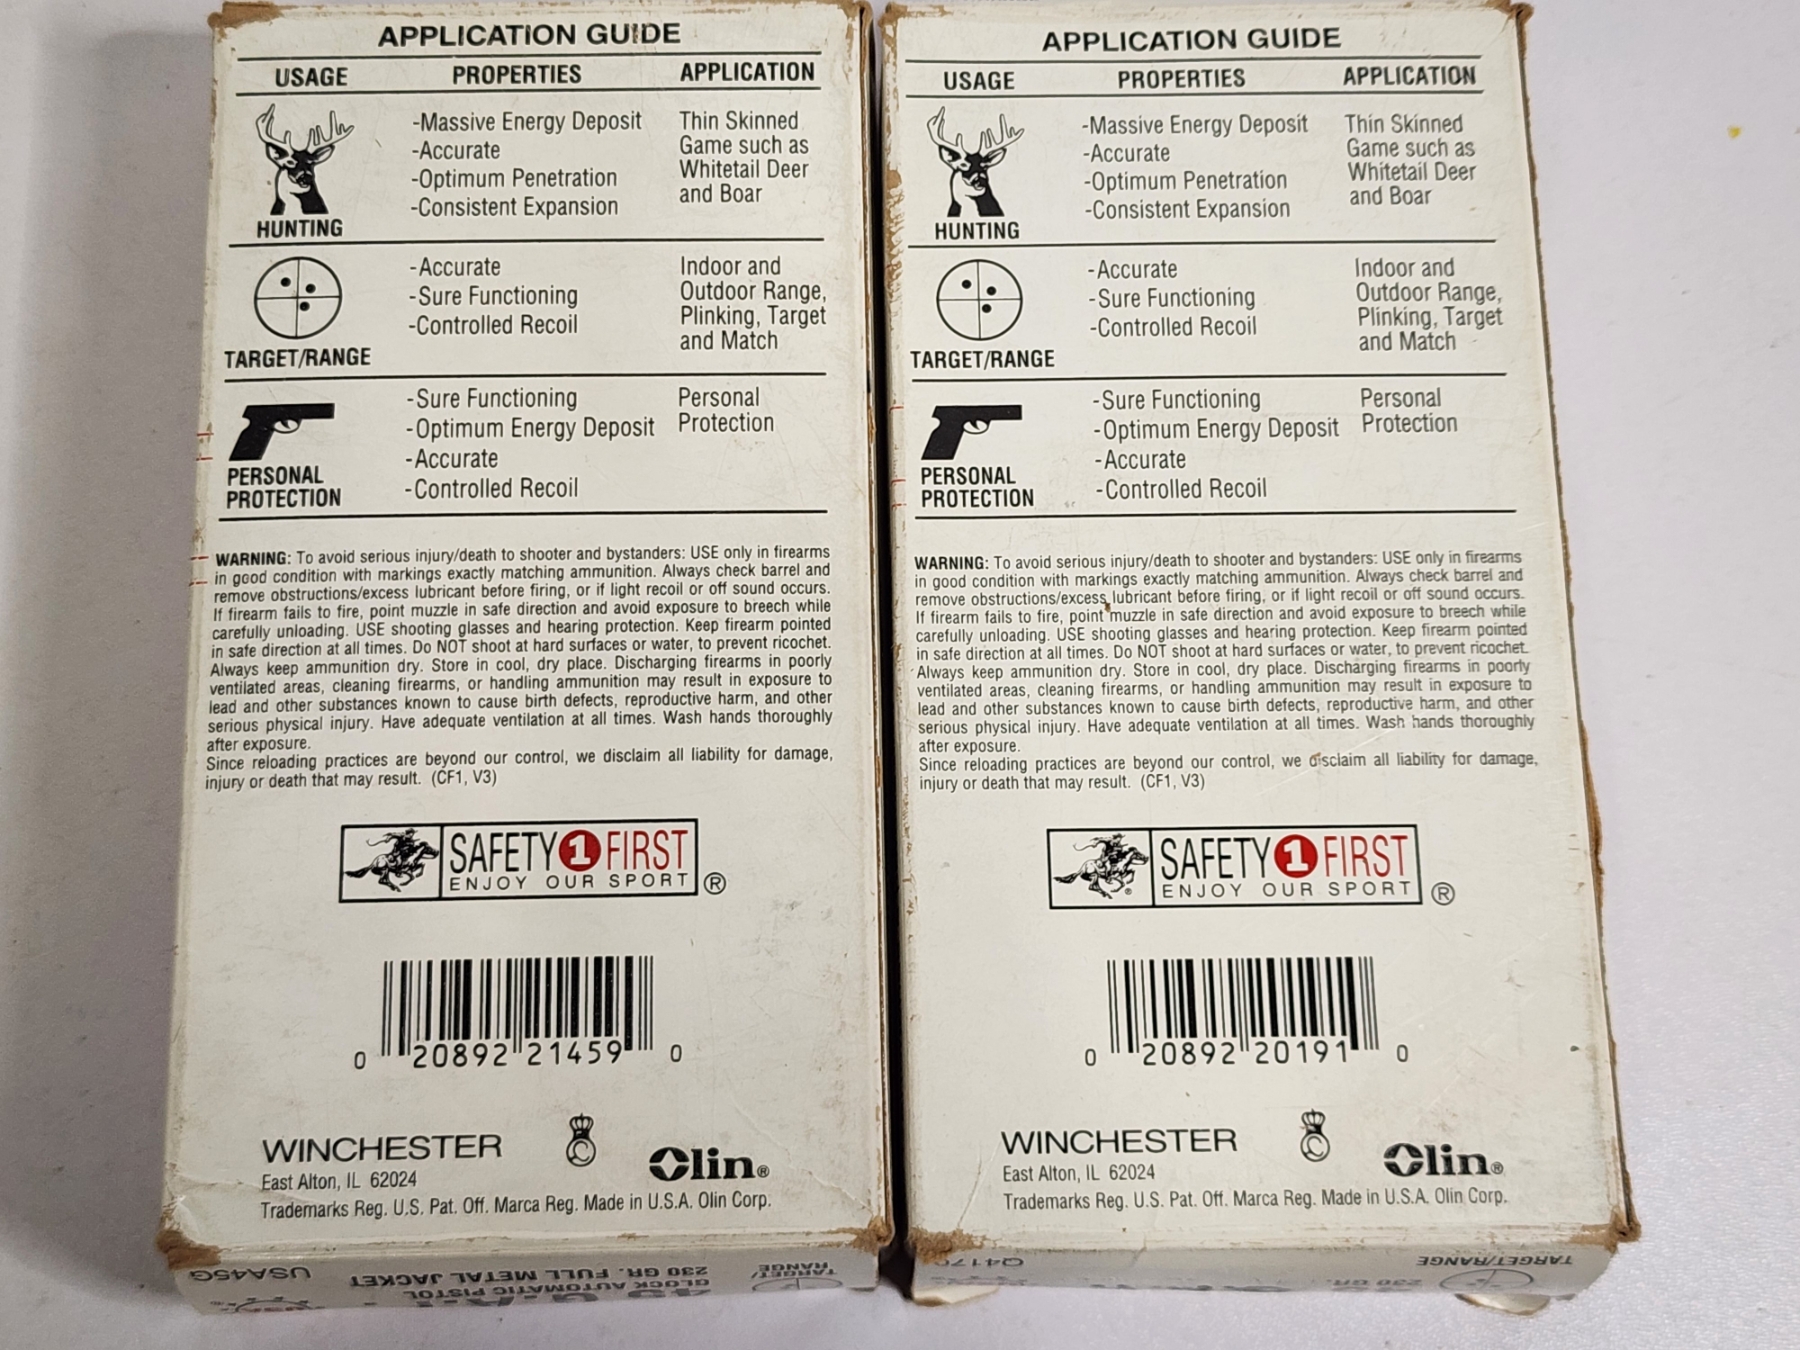 APPLICATION GUIDE
USAGE PROPERTIES APPLICATION
-Massive Energy Deposit
-Accurate
-Optimum Penetration
-Consistent Expansion
Thin Skinned
Game such as
Whitetail Deer
and Boar
HUNTING
-Accurate
-Sure Functioning
-Controlled Recoil
Indoor and
Outdoor Range,
Plinking, Target
and Match
TARGET/RANGE
-Sure Functioning
-Optimum Energy Deposit
-Accurate
-Controlled Recoil
Personal
Protection
PERSONAL
PROTECTION
WARNING: To avoid serious injury/death to shooter and bystanders: USE only in firearms
in good condition with markings exactly matching ammunition. Always check barrel and
remove obstructions/excess lubricant before firing, or if light recoil or off sound occurs.
If firearm fails to fire, point muzzle in safe direction and avoid exposure to breech while
carefully unloading. USE shooting glasses and hearing protection. Keep firearm pointed
in safe direction at all times. Do NOT shoot at hard surfaces or water, to prevent ricochet.
Always keep ammunition dry. Store in cool, dry place. Discharging firearms in poorly
ventilated areas, cleaning firearms, or handling ammunition may result in exposure to
lead and other substances known to cause birth defects, reproductive harm, and other
serious physical injury. Have adequate ventilation at all times. Wash hands thoroughly
after exposure.
Since reloading practices are beyond our control, we disclaim all liability for damage,
injury or death that may result. (CF1, V3)
SAFETY 1 FIRST
ENJOY OUR SPORT ®
0 20892 21459 0
WINCHESTER
East Alton, IL 62024
Olin®
Trademarks Reg. U.S. Pat. Off. Marca Reg. Made in U.S.A. Olin Corp.
TARGET/
RANGE
230 GR. FULL METAL JACKET
USA45G
GLOCK AUTOMATIC PISTOL
APPLICATION GUIDE
USAGE PROPERTIES APPLICATION
-Massive Energy Deposit
-Accurate
-Optimum Penetration
-Consistent Expansion
Thin Skinned
Game such as
Whitetail Deer
and Boar
HUNTING
-Accurate
-Sure Functioning
-Controlled Recoil
Indoor and
Outdoor Range,
Plinking, Target
and Match
TARGET/RANGE
-Sure Functioning
-Optimum Energy Deposit
-Accurate
-Controlled Recoil
Personal
Protection
PERSONAL
PROTECTION
WARNING: To avoid serious injury/death to shooter and bystanders: USE only in firearms
in good condition with markings exactly matching ammunition. Always check barrel and
remove obstructions/excess lubricant before firing, or if light recoil or off sound occurs.
If firearm fails to fire, point muzzle in safe direction and avoid exposure to breech while
carefully unloading. USE shooting glasses and hearing protection. Keep firearm pointed
in safe direction at all times. Do NOT shoot at hard surfaces or water, to prevent ricochet.
Always keep ammunition dry. Store in cool, dry place. Discharging firearms in poorly
ventilated areas, cleaning firearms, or handling ammunition may result in exposure to
lead and other substances known to cause birth defects, reproductive harm, and other
serious physical injury. Have adequate ventilation at all times. Wash hands thoroughly
after exposure.
Since reloading practices are beyond our control, we disclaim all liability for damage,
injury or death that may result. (CF1, V3)
SAFETY 1 FIRST
ENJOY OUR SPORT ®
0 20892 20191 0
WINCHESTER
East Alton, IL 62024
Olin®
Trademarks Reg. U.S. Pat. Off. Marca Reg. Made in U.S.A. Olin Corp.
TARGET/RANGE
230 GR.